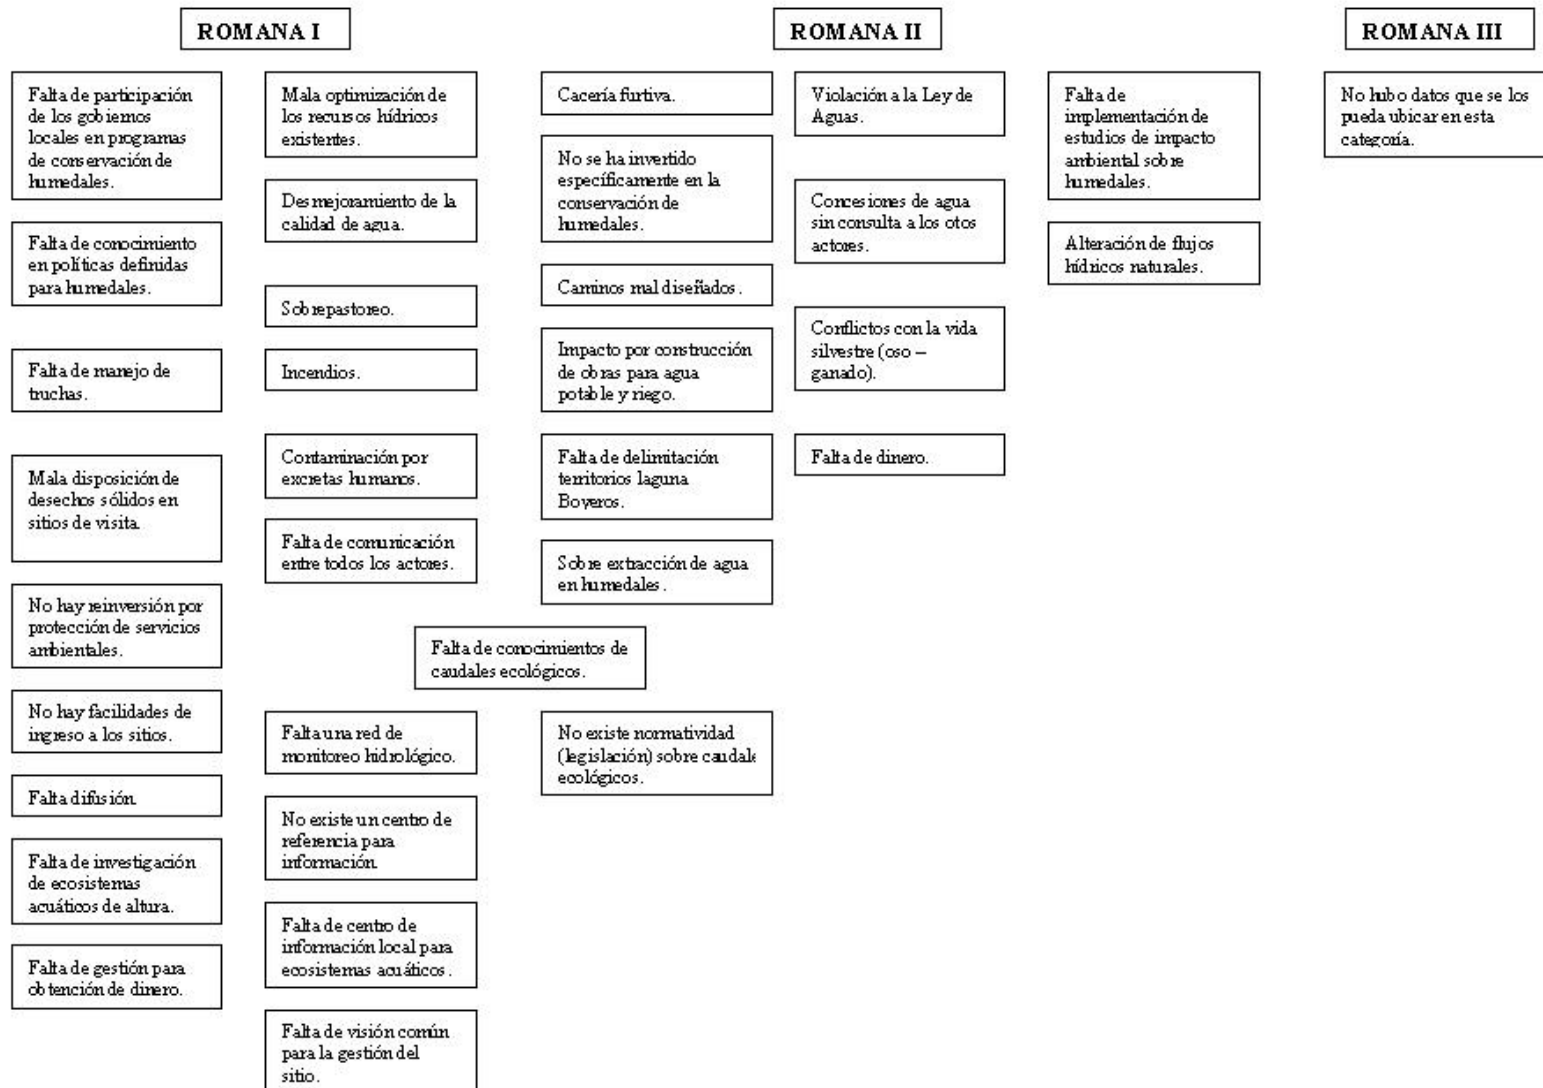 ROMANA I
Falta de participación
de los gobiernos
locales en programas
de conservación de
humedales.
Falta de conocimiento
en políticas definidas
para humedales.
Falta de manejo de
truchas.
Mala disposición de
desechos sólidos en
sitios de visita.
No hay reinversión por
protección de servicios
ambientales.
No hay facilidades de
ingreso a los sitios.
Falta difusión.
Falta de investigación
de ecosistemas
acuáticos de altura.
Falta de gestión para
obtención de dinero.
Mala optimización de
los recursos hídricos
existentes.
Desmejoramiento de la
calidad de agua.
Sobrepastoreo.
Incendios.
Contaminación por
excretas humanos.
Falta de comunicación
entre todos los actores.
Falta de conocimientos de
caudales ecológicos.
Falta una red de
monitoreo hidrológico.
No existe un centro de
referencia para
información.
Falta de centro de
información local para
ecosistemas acuáticos.
Falta de visión común
para la gestión del
sitio.
ROMANA II
Cacería furtiva.
No se ha invertido
específicamente en la
conservación de
humedales.
Caminos mal diseñados.
Impacto por construcción
de obras para agua
potable y riego.
Falta de delimitación
territorios laguna
Boyeros.
Sobre extracción de agua
en humedales.
No existe normatividad
(legislación) sobre caudale
ecológicos.
Violación a la Ley de
Aguas.
Concesiones de agua
sin consulta a los otos
actores.
Conflictos con la vida
silvestre (oso –
ganado).
Falta de dinero.
Falta de
implementación de
estudios de impacto
ambiental sobre
humedales.
Alteración de flujos
hídricos naturales.
ROMANA III
No hubo datos que se los
pueda ubicar en esta
categoría.